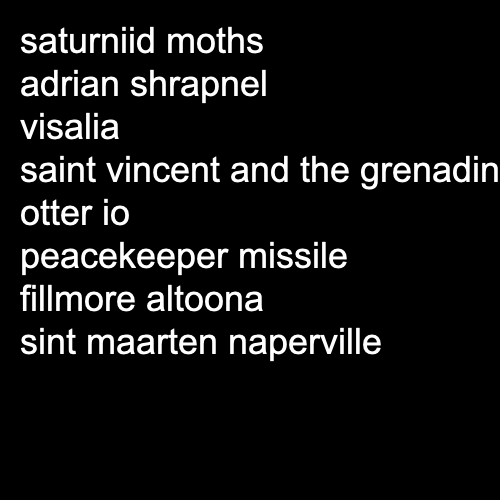 saturniid moths
adrian shrapnel
visalia
saint vincent and the grenadin
otter io
peacekeeper missile
fillmore altoona
sint maarten naperville